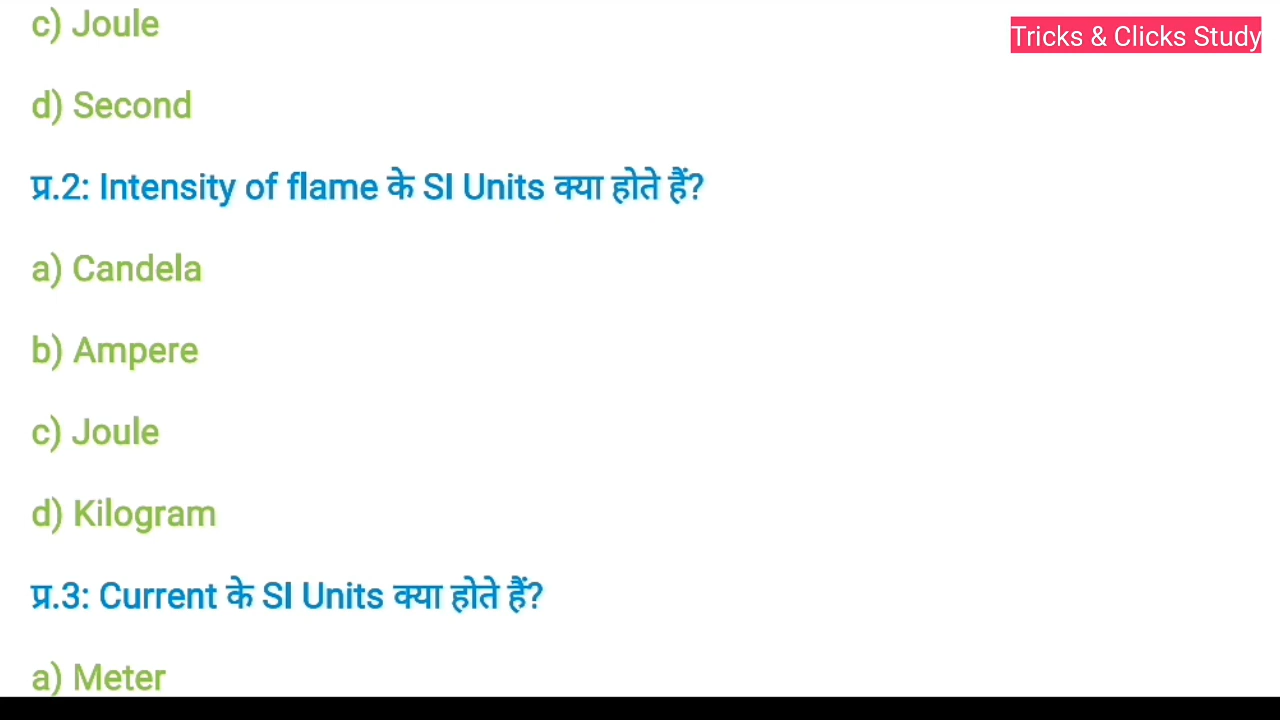 c) Joule
Tricks & Clicks Study
d) Second
प्र.2: Intensity of flame के SI Units क्या होते हैं?
a) Candela
b) Ampere
c) Joule
d) Kilogram
प्र.3: Current के SI Units क्या होते हैं?
a) Meter